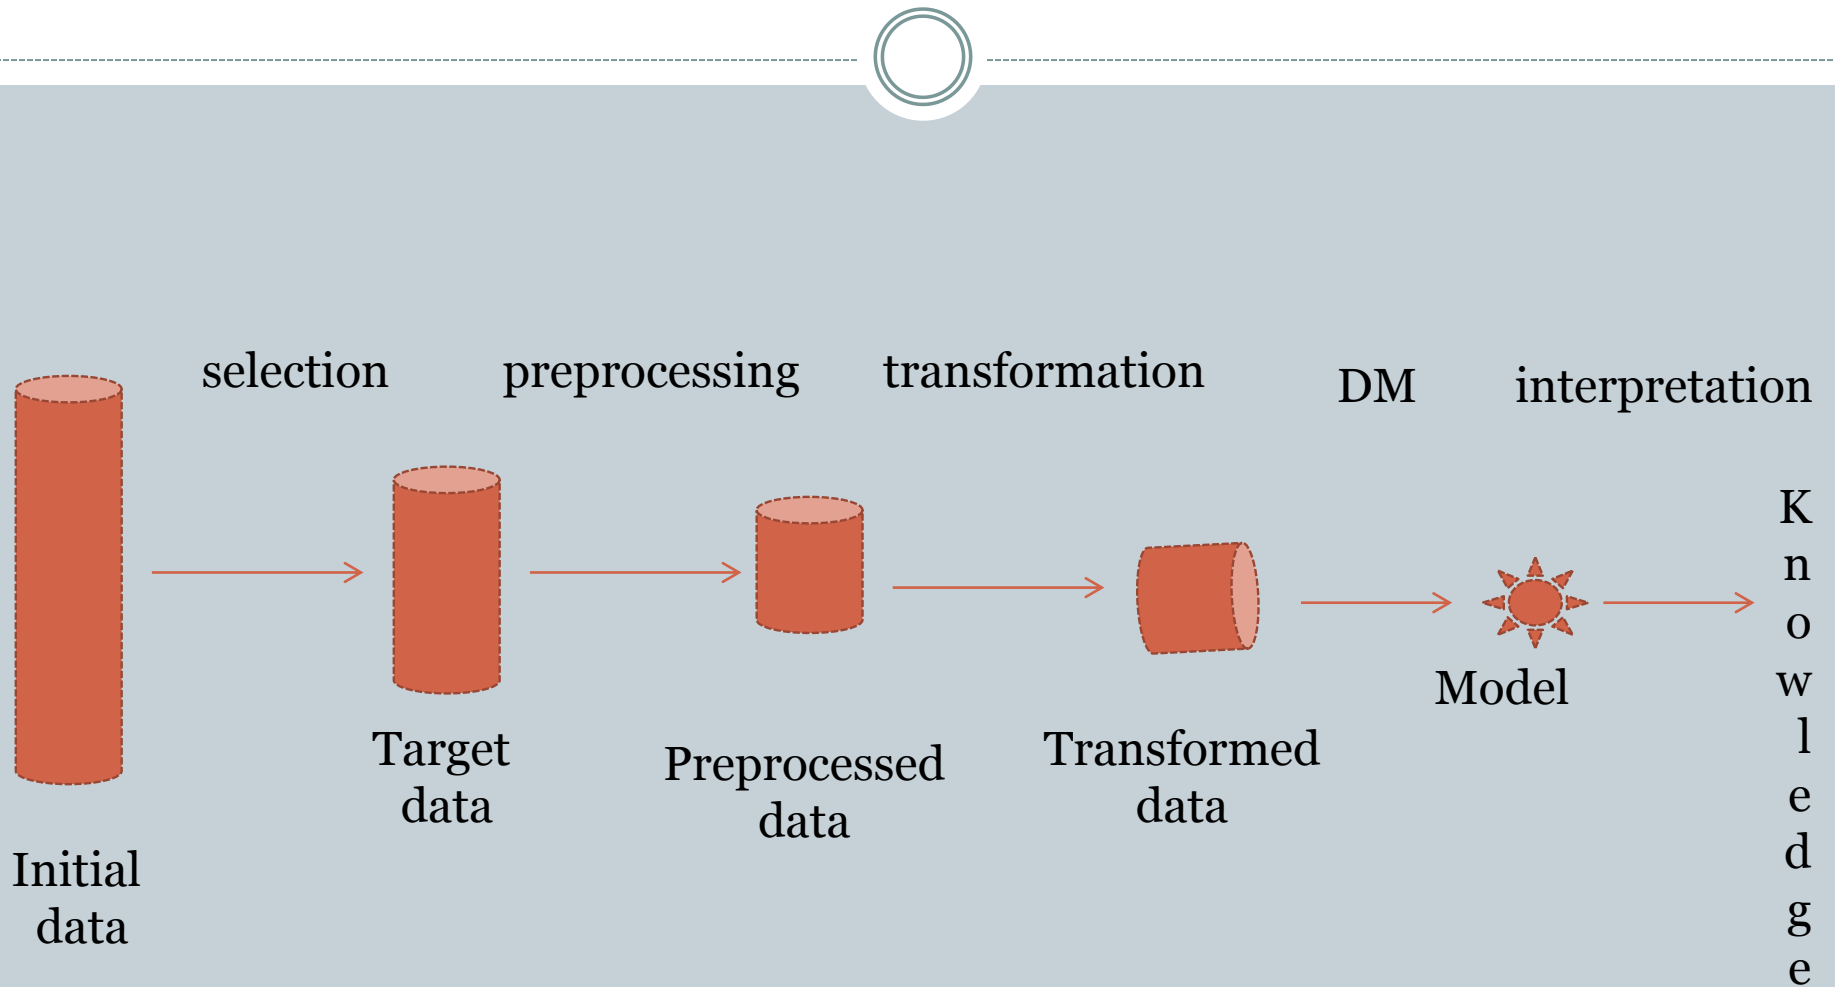 selection
preprocessing
transformation
DM
interpretation
Initial
data
Target
data
Preprocessed
data
Transformed
data
Model
K
n
o
w
l
e
d
g
e